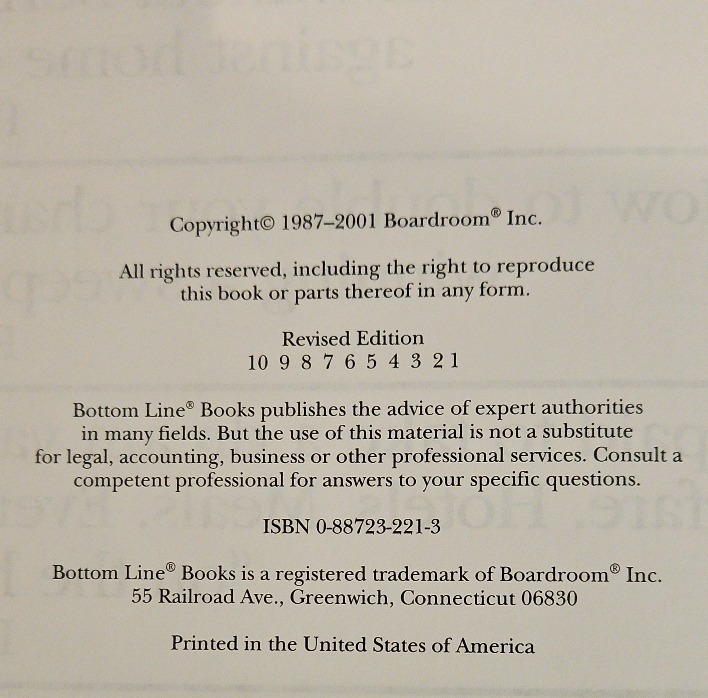 Copyright© 1987–2001 Boardroom® Inc.
All rights reserved, including the right to reproduce
this book or parts thereof in any form.
Revised Edition
10 9 8 7 6 5 4 3 2 1
Bottom Line® Books publishes the advice of expert authorities
in many fields. But the use of this material is not a substitute
for legal, accounting, business or other professional services. Consult a
competent professional for answers to your specific questions.
ISBN 0-88723-221-3
Bottom Line® Books is a registered trademark of Boardroom® Inc.
55 Railroad Ave., Greenwich, Connecticut 06830
Printed in the United States of America